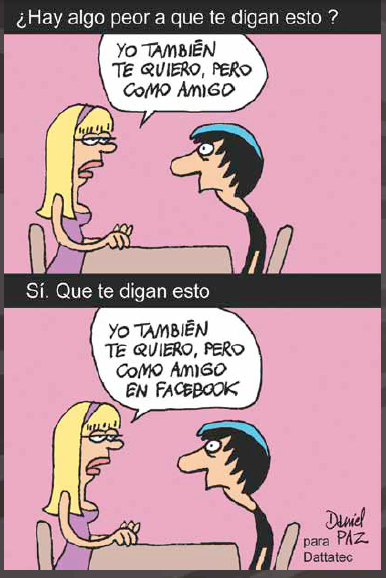 ¿Hay algo peor a que te digan esto ?
YO TAMBIÉN
TE QUIERO, PERO
COMO AMIGO
Sí. Que te digan esto
YO TAMBIÉN
TE QUIERO, PERO
COMO AMIGO
EN FACEBOOK
Daniel
PAZ
para
Dattatec